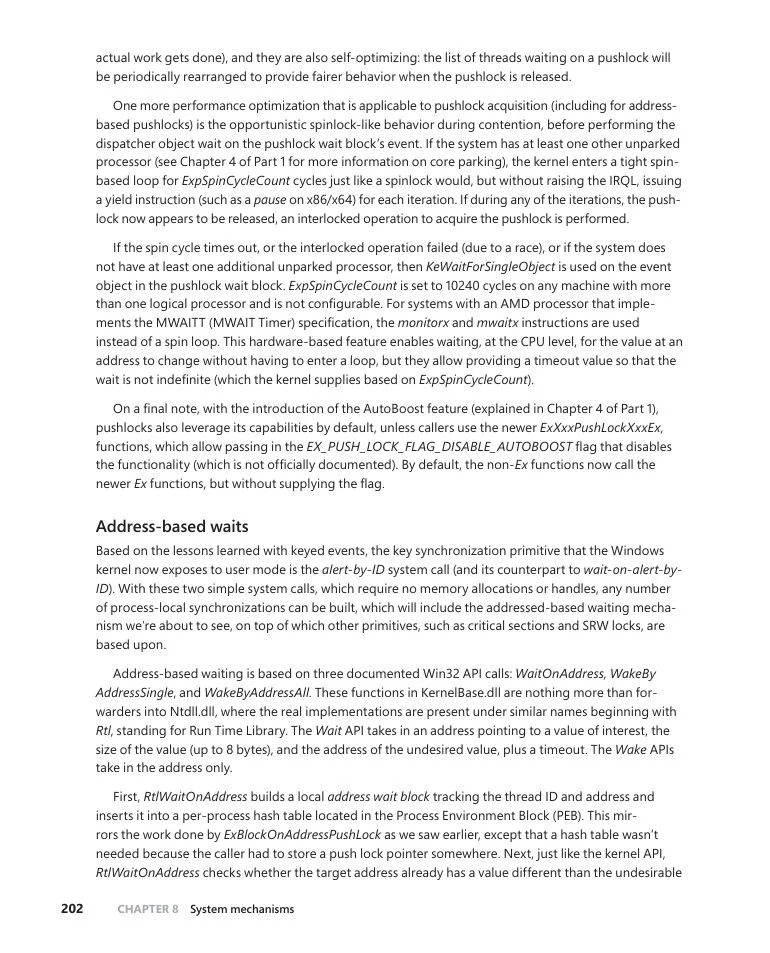 actual work gets done), and they are also self-optimizing: the list of threads waiting on a pushlock will
be periodically rearranged to provide fairer behavior when the pushlock is released.
One more performance optimization that is applicable to pushlock acquisition (including for address-
based pushlocks) is the opportunistic spinlock-like behavior during contention, before performing the
dispatcher object wait on the pushlock wait block's event. If the system has at least one other unparked
processor (see Chapter 4 of Part 1 for more information on core parking), the kernel enters a tight spin-
based loop for ExpSpinCycleCount cycles just like a spinlock would, but without raising the IRQL, issuing
a yield instruction (such as a pause on x86/x64) for each iteration. If during any of the iterations, the push-
lock now appears to be released, an interlocked operation to acquire the pushlock is performed.
If the spin cycle times out, or the interlocked operation failed (due to a race), or if the system does
not have at least one additional unparked processor, then KeWaitForSingleObject is used on the event
object in the pushlock wait block. ExpSpinCycleCount is set to 10240 cycles on any machine with more
than one logical processor and is not configurable. For systems with an AMD processor that imple-
ments the MWAITT (MWAIT Timer) specification, the monitorx and mwaitx instructions are used
instead of a spin loop. This hardware-based feature enables waiting, at the CPU level, for the value at an
address to change without having to enter a loop, but they allow providing a timeout value so that the
wait is not indefinite (which the kernel supplies based on ExpSpinCycleCount).
On a final note, with the introduction of the AutoBoost feature (explained in Chapter 4 of Part 1),
pushlocks also leverage its capabilities by default, unless callers use the newer ExXxxPushLockXxxEx,
functions, which allow passing in the EX_PUSH_LOCK_FLAG_DISABLE_AUTOBOOST flag that disables
the functionality (which is not officially documented). By default, the non-Ex functions now call the
newer Ex functions, but without supplying the flag.
Address-based waits
Based on the lessons learned with keyed events, the key synchronization primitive that the Windows
kernel now exposes to user mode is the alert-by-ID system call (and its counterpart to wait-on-alert-by-
ID). With these two simple system calls, which require no memory allocations or handles, any number
of process-local synchronizations can be built, which will include the addressed-based waiting mecha-
nism we're about to see, on top of which other primitives, such as critical sections and SRW locks, are
based upon.
Address-based waiting is based on three documented Win32 API calls: WaitOnAddress, WakeBy
AddressSingle, and WakeByAddressAll. These functions in KernelBase.dll are nothing more than for-
warders into Ntdll.dll, where the real implementations are present under similar names beginning with
Rtl, standing for Run Time Library. The Wait API takes in an address pointing to a value of interest, the
size of the value (up to 8 bytes), and the address of the undesired value, plus a timeout. The Wake APIs
take in the address only.
First, RtlWaitOnAddress builds a local address wait block tracking the thread ID and address and
inserts it into a per-process hash table located in the Process Environment Block (PEB). This mir-
rors the work done by ExBlockOnAddressPushLock as we saw earlier, except that a hash table wasn't
needed because the caller had to store a push lock pointer somewhere. Next, just like the kernel API,
RtlWaitOnAddress checks whether the target address already has a value different than the undesirable
202 CHAPTER 8 System mechanisms